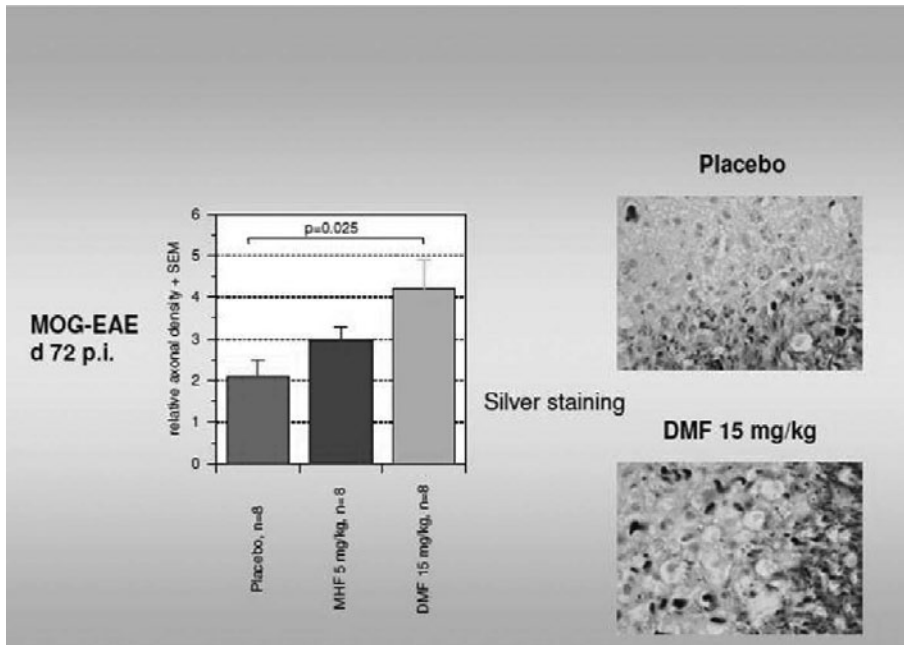 Placebo
MOG-EAE
d 72 p.i.
relative axonal density + SEM
6
5
4
3
2
1
0
p=0.025
Placebo, n=8
MHF 5 mg/kg, n=8
DMF 15 mg/kg, n=8
Silver staining
DMF 15 mg/kg